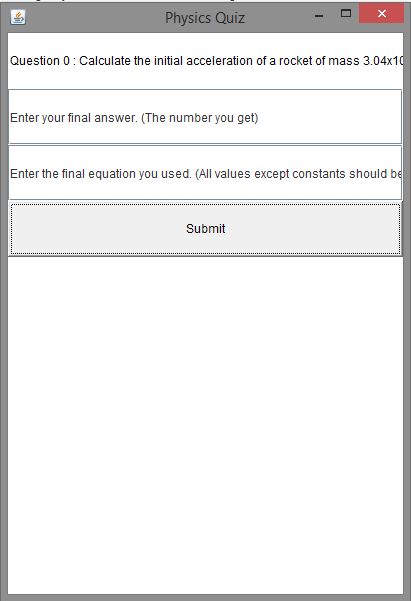 Physics Quiz
Question 0 : Calculate the initial acceleration of a rocket of mass 3.04x10
Enter your final answer. (The number you get)
Enter the final equation you used. (All values except constants should be
Submit